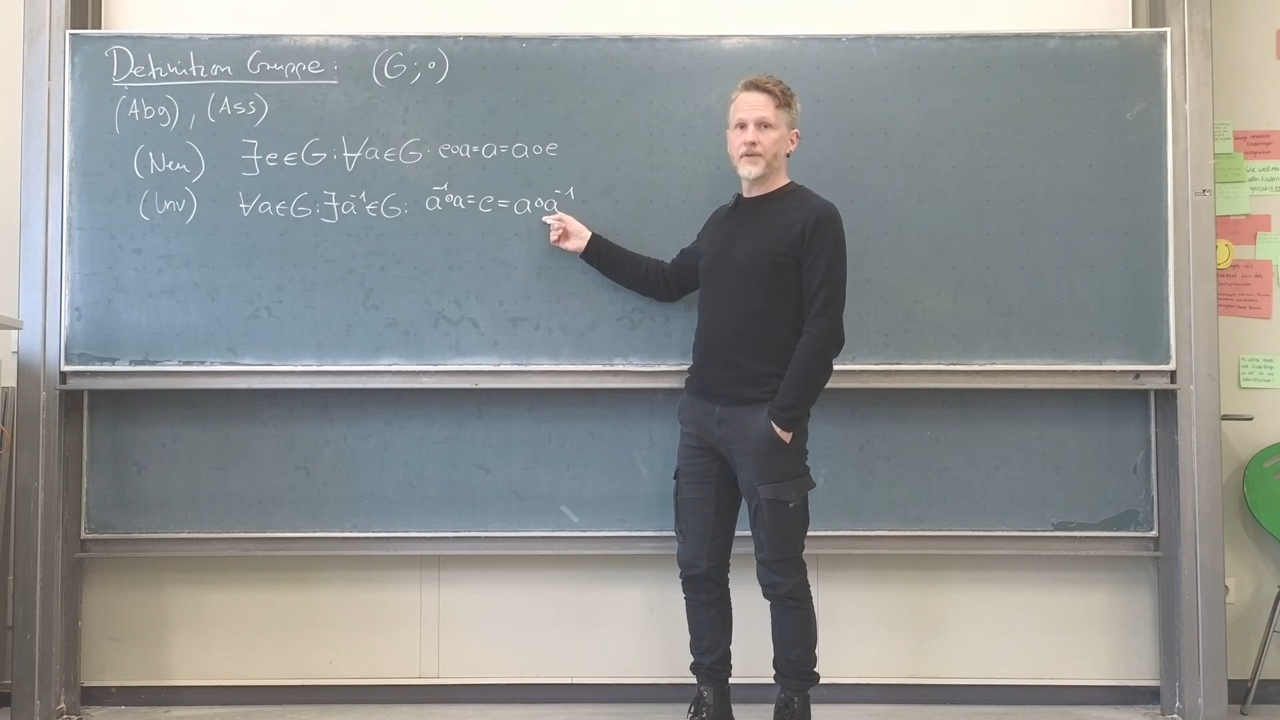 Definition Gruppe: (G;∘)
(Abg), (Ass)
(Neu) ∃e∈G:∀a∈G: e∘a=a=a∘e
(Inv) ∀a∈G:∃a⁻¹∈G: a⁻¹∘a=e=a∘a⁻¹